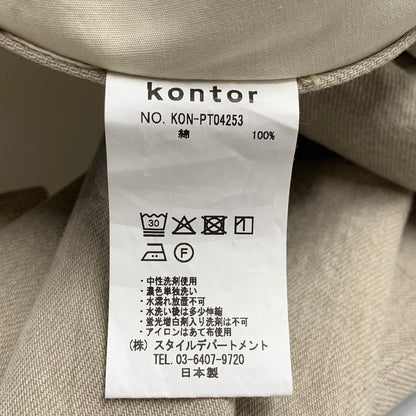 kontor
NO. KON-PT04253
綿 100%
30
F
・中性洗剤使用
・濃色単独洗い
・水濡れ放置不可
・水洗い後は多少伸縮
・蛍光増白剤入り洗剤不可
・アイロンはあて布使用
(株) スタイルデパートメント
TEL. 03-6407-9720
日本製